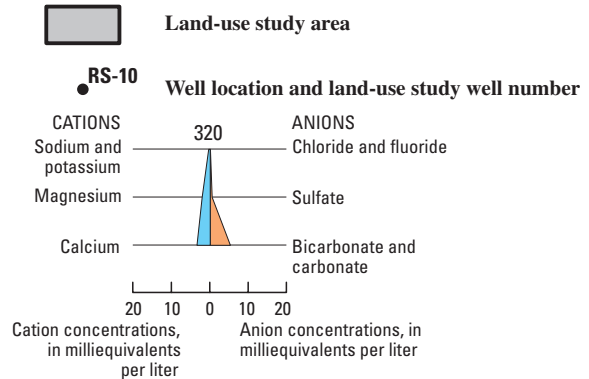 Land-use study area
RS-10
Well location and land-use study well number
CATIONS
320
ANIONS
Sodium and
potassium
Chloride and fluoride
Magnesium
Sulfate
Calcium
Bicarbonate and
carbonate
20 10 0 10 20
Cation concentrations,
in milliequivalents
per liter
Anion concentrations, in
milliequivalents per liter